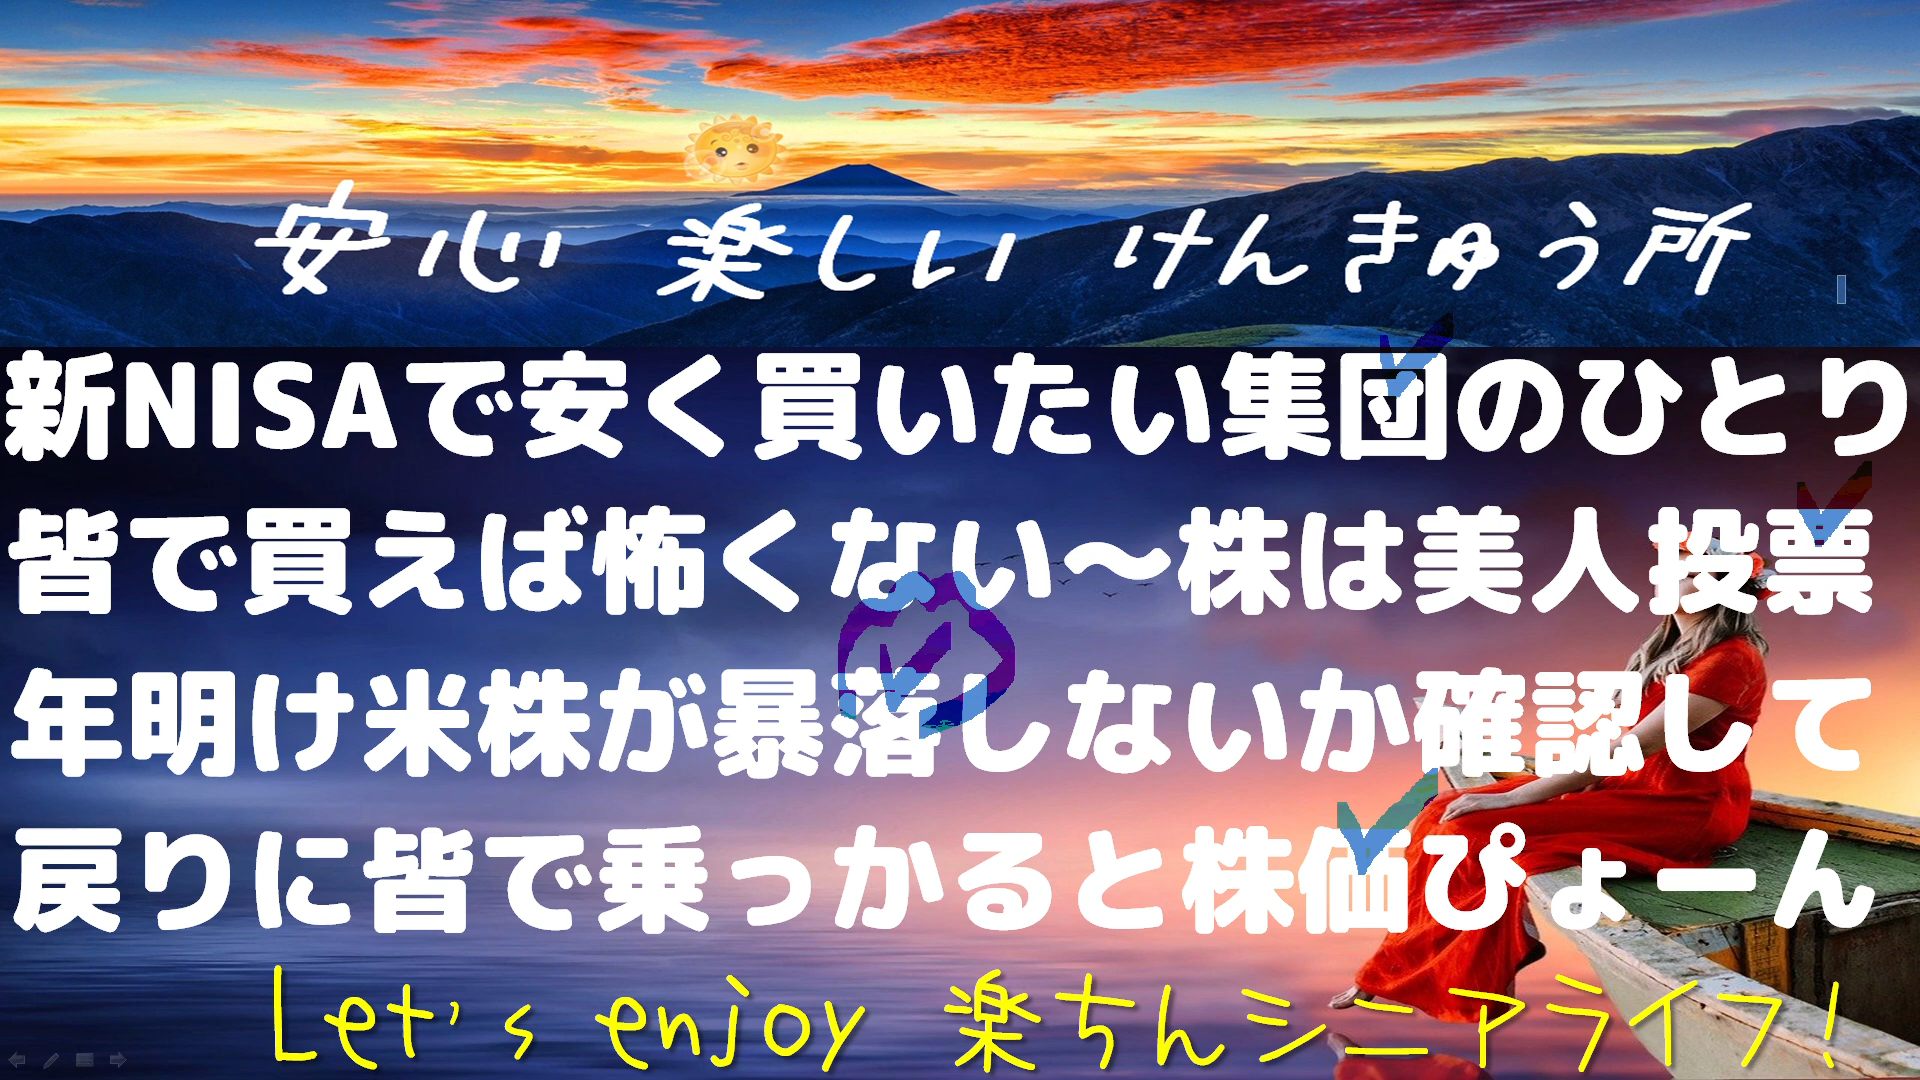 安心 楽しい けんきゅう所
新NISAで安く買いたい集団のひとり
皆で買えば怖くない～株は美人投票
年明け米株が暴落しないか確認して
戻りに皆で乗っかると株価ぴょーん
Let's enjoy 楽ちんシニアライフ!